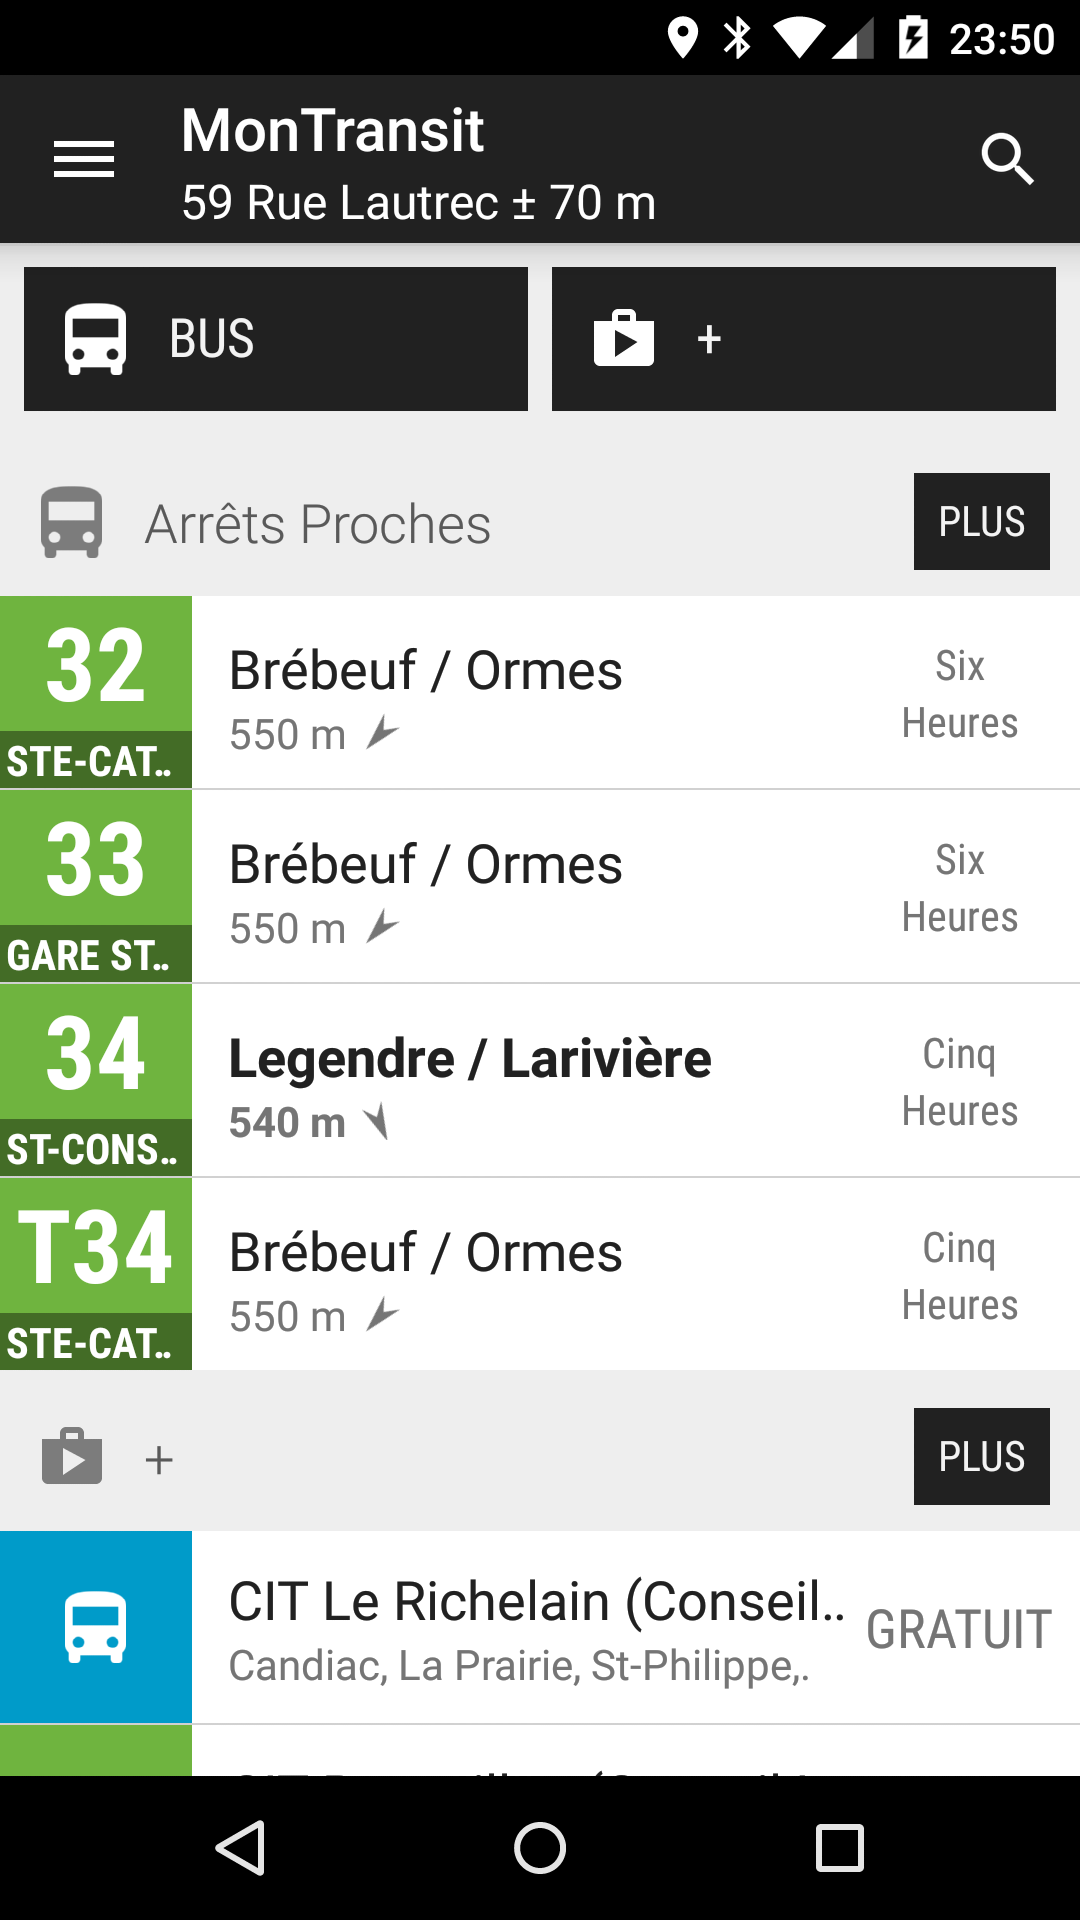 23:50
MonTransit
59 Rue Lautrec ± 70 m
BUS
+
Arrêts Proches
PLUS
32
STE-CAT..
Brébeuf / Ormes
550 m
Six
Heures
33
GARE ST..
Brébeuf / Ormes
550 m
Six
Heures
34
ST-CONS..
Legendre / Larivière
540 m
Cinq
Heures
T34
STE-CAT..
Brébeuf / Ormes
550 m
Cinq
Heures
+
PLUS
CIT Le Richelain (Conseil..
Candiac, La Prairie, St-Philippe,.
GRATUIT